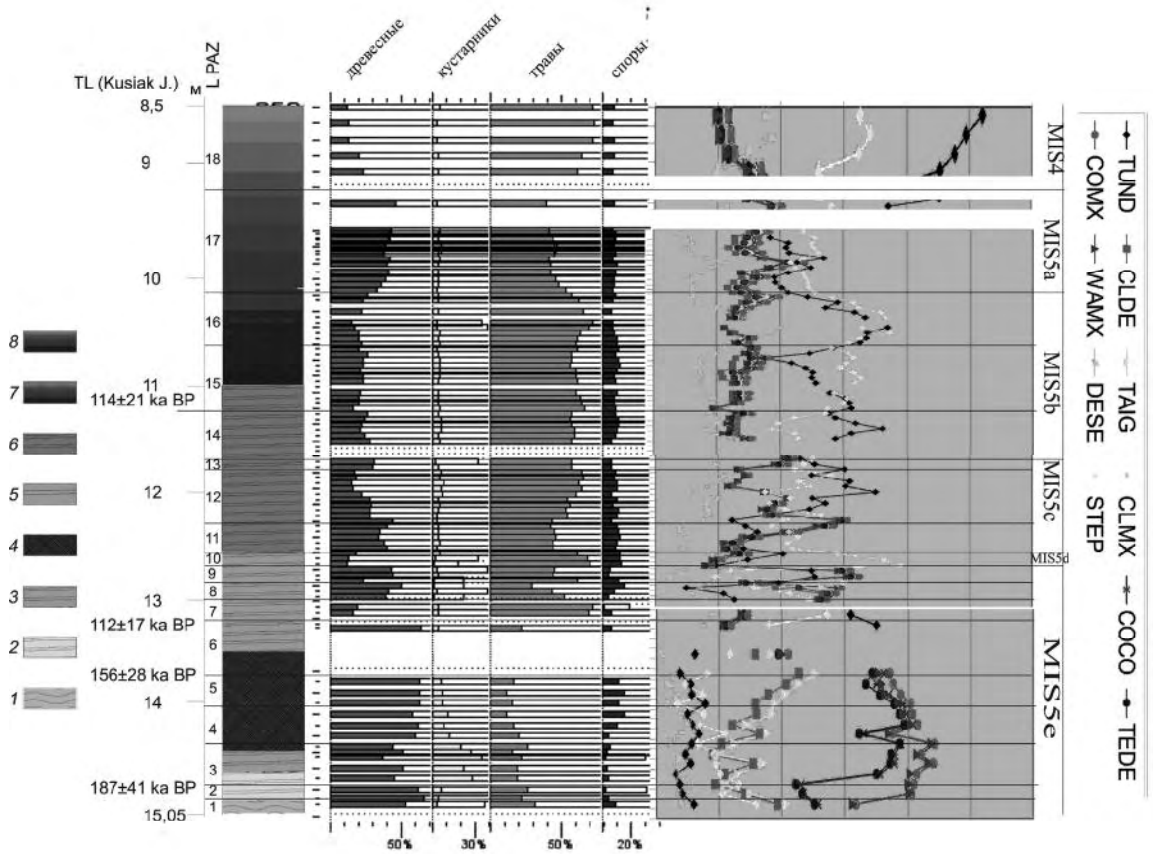 древесные
кустарники
травы
споры
TL (Kusiak J.)
м
L PAZ
8,5
9
10
11
114±21 ka BP
12
13
112±17 ka BP
156±28 ka BP
14
187±41 ka BP
15,05
18
17
16
15
14
13
12
11
10
9
8
7
6
5
4
3
2
1
8
7
6
5
4
3
2
1
50%
30%
50%
20%
MIS4
MIS5a
MIS5b
MIS5c
MIS5d
MIS5e
TUND
CLDE
TAIG
CLMX
COCO
TEDE
COMX
WAMX
DESE
STEP